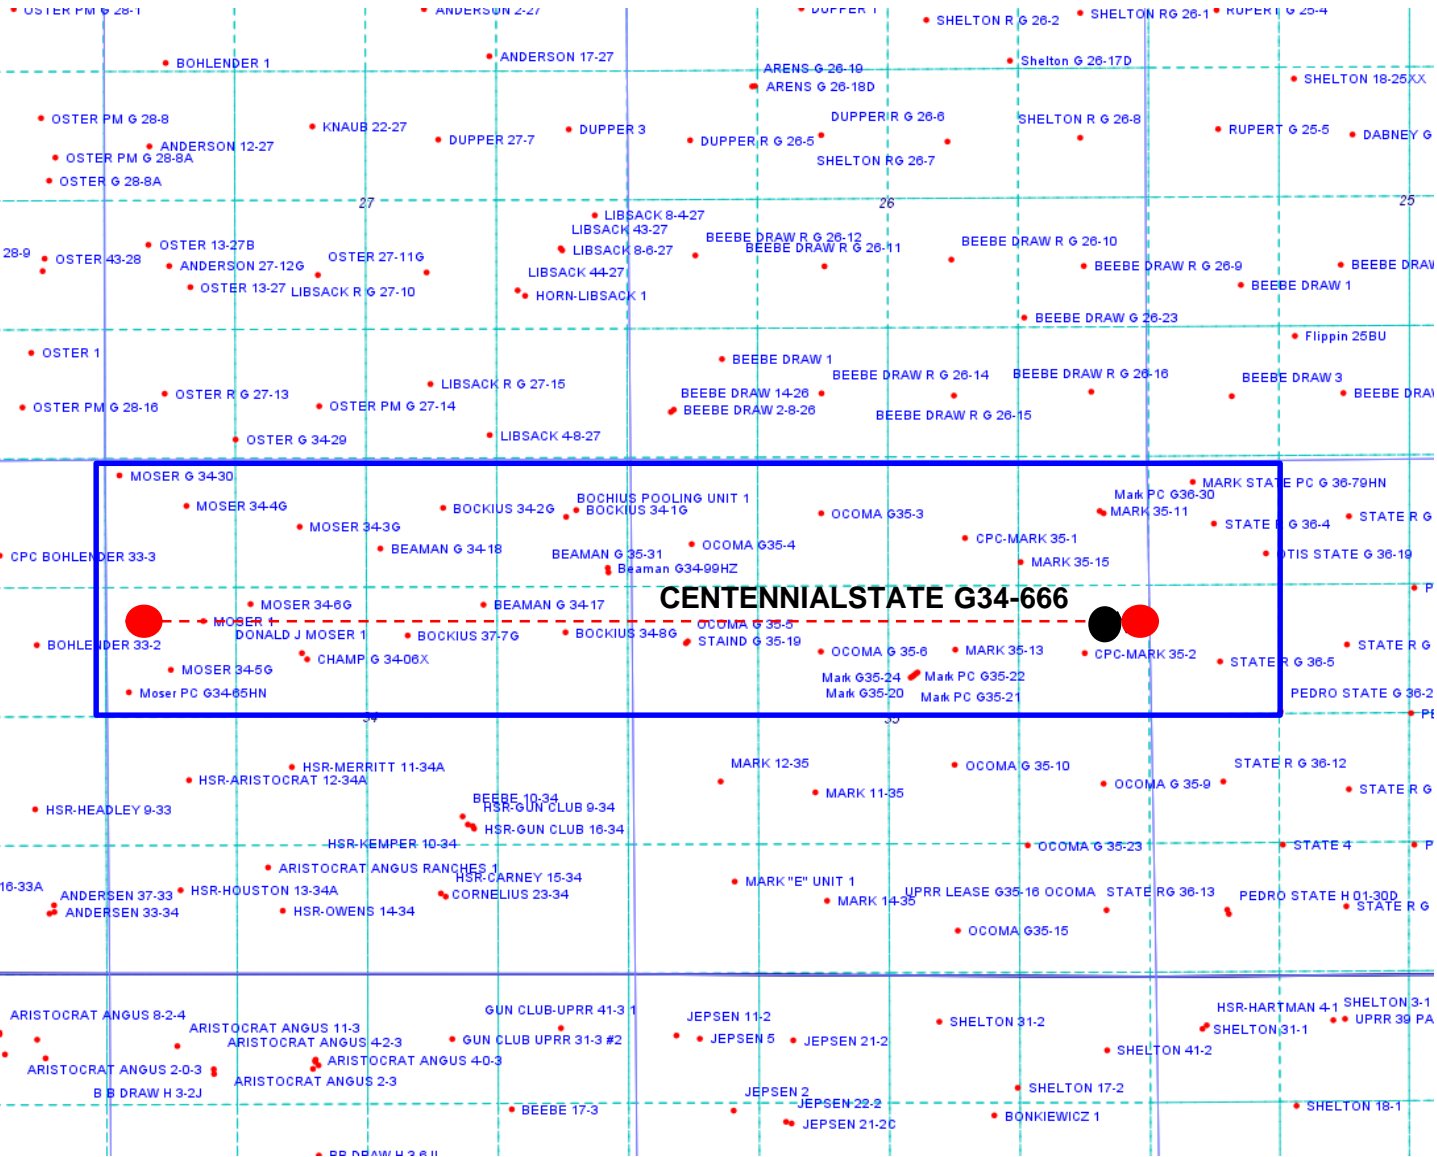 OSTER PM G 28-1
ANDERSON 2-27
DUPPER 1
SHELTON R G 26-2
SHELTON RG 26-1
RUPERT G 25-4
BOHLENDER 1
ANDERSON 17-27
ARENS G 26-19
ARENS G 26-18D
Shelton G 26-17D
SHELTON 18-25XX
OSTER PM G 28-8
KNAUB 22-27
DUPPER 27-7
DUPPER 3
DUPPER R G 26-5
DUPPER R G 26-6
SHELTON RG 26-7
SHELTON R G 26-8
RUPERT G 25-5
DABNEY G
ANDERSON 12-27
OSTER PM G 28-8A
OSTER G 28-8A
27
26
25
LIBSACK 8-4-27
LIBSACK 43-27
LIBSACK 8-6-27
BEEBE DRAW R G 26-12
BEEBE DRAW R G 26-11
BEEBE DRAW R G 26-10
BEEBE DRAW R G 26-9
BEEBE DRAW
28-9
OSTER 43-28
OSTER 13-27B
ANDERSON 27-12G
OSTER 13-27
OSTER 27-11G
LIBSACK R G 27-10
LIBSACK 44-27
HORN-LIBSACK 1
BEEBE DRAW 1
BEEBE DRAW G 26-23
Flippin 25BU
OSTER 1
BEEBE DRAW 1
OSTER PM G 28-16
OSTER R G 27-13
OSTER PM G 27-14
LIBSACK R G 27-15
BEEBE DRAW 14-26
BEEBE DRAW 2-8-26
BEEBE DRAW R G 26-14
BEEBE DRAW R G 26-15
BEEBE DRAW R G 26-16
BEEBE DRAW 3
BEEBE DRAW
OSTER G 34-29
LIBSACK 4-8-27
MOSER G 34-30
MOSER 34-4G
MOSER 34-3G
BOCKIUS 34-2G
BOCHIUS POOLING UNIT 1
BOCKIUS 34-1G
OCOMA G35-3
MARK STATE PC G 36-79HN
Mark PC G36-30
MARK 35-11
STATE R G 36-4
STATE R G
CPC BOHLENDER 33-3
BEAMAN G 34-18
BEAMAN G 35-31
Beaman G34-99HZ
OCOMA G35-4
CPC-MARK 35-1
MARK 35-15
OTIS STATE G 36-19
P
CENTENNIALSTATE G34-666
MOSER 34-6G
MOSER 1
DONALD J MOSER 1
CHAMP G 34-06X
BEAMAN G 34-17
BOCKIUS 37-7G
BOCKIUS 34-8G
OCOMA G 35-5
STAIND G 35-19
OCOMA G 35-6
MARK 35-13
CPC-MARK 35-2
STATE R G 36-5
STATE R G
BOHLENDER 33-2
MOSER 34-5G
Moser PC G34-65HN
Mark G35-24
Mark PC G35-22
Mark G35-20
Mark PC G35-21
PEDRO STATE G 36-2
PE
34
35
HSR-MERRITT 11-34A
HSR-ARISTOCRAT 12-34A
HSR-HEADLEY 9-33
BEEBE 10-34
HSR-GUN CLUB 9-34
HSR-GUN CLUB 16-34
HSR-KEMPER 10-34
MARK 12-35
MARK 11-35
OCOMA G 35-10
OCOMA G 35-9
STATE R G 36-12
STATE R G
OCOMA G 35-23
STATE 4
P
ARISTOCRAT ANGUS RANCHES 1
HSR-CARNEY 15-34
CORNELIUS 23-34
16-33A
ANDERSEN 37-33
ANDERSEN 33-34
HSR-HOUSTON 13-34A
HSR-OWENS 14-34
MARK "E" UNIT 1
MARK 14-35
UPRR LEASE G35-16 OCOMA
STATE RG 36-13
PEDRO STATE H 01-30D
STATE R G
OCOMA G35-15
ARISTOCRAT ANGUS 8-2-4
ARISTOCRAT ANGUS 11-3
ARISTOCRAT ANGUS 4-2-3
ARISTOCRAT ANGUS 4-0-3
ARISTOCRAT ANGUS 2-0-3
ARISTOCRAT ANGUS 2-3
B B DRAW H 3-2J
GUN CLUB-UPRR 41-3 1
GUN CLUB UPRR 31-3 #2
JEPSEN 11-2
JEPSEN 5
JEPSEN 21-2
SHELTON 31-2
SHELTON 41-2
HSR-HARTMAN 4-1
SHELTON 31-1
SHELTON 3-1
UPRR 39 PA
BEEBE 17-3
JEPSEN 2
JEPSEN 22-2
JEPSEN 21-2C
SHELTON 17-2
BONKIEWICZ 1
SHELTON 18-1